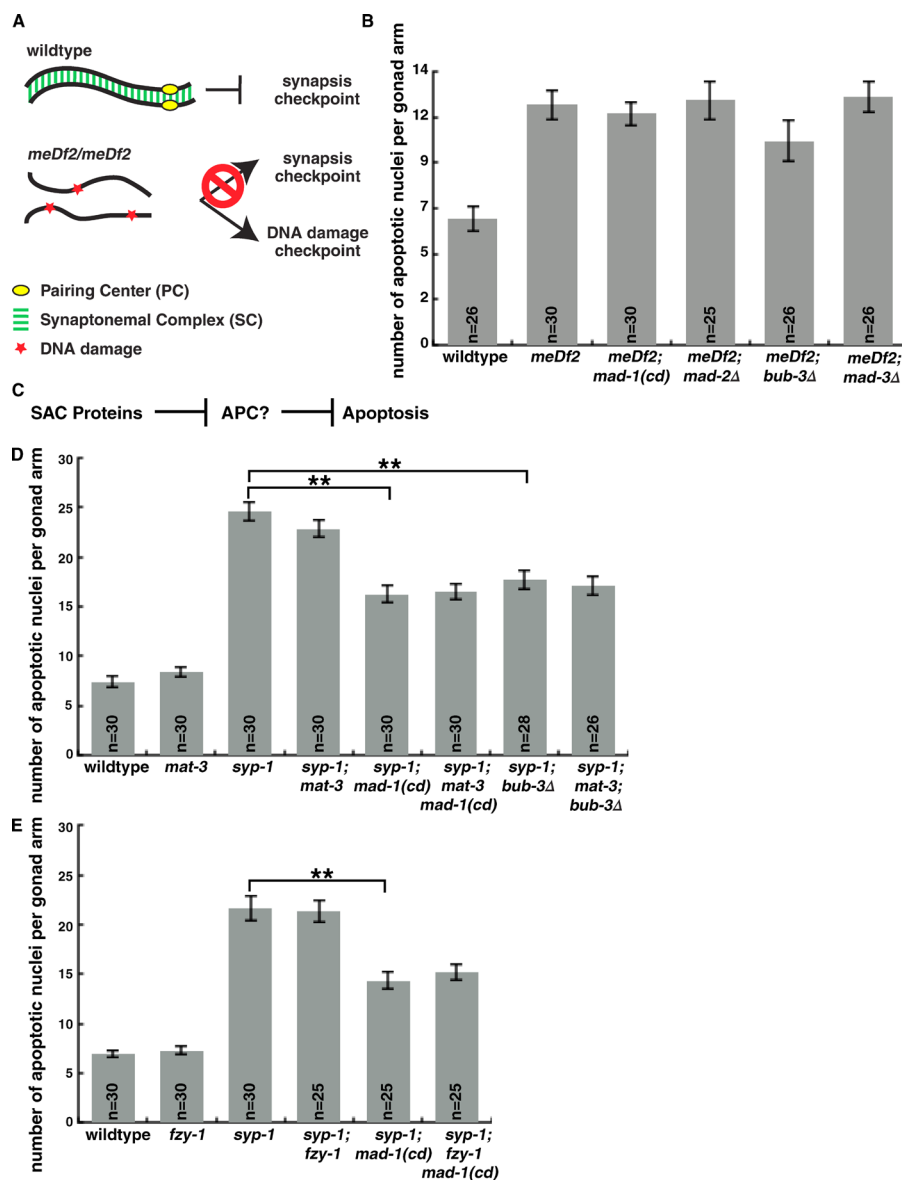 A
wildtype
synapsis
checkpoint
meDf2/meDf2
synapsis
checkpoint
DNA damage
checkpoint
Pairing Center (PC)
Synaptonemal Complex (SC)
DNA damage
B
number of apoptotic nuclei per gonad arm
14
12
9
7
5
2
0
n=26
n=30
n=30
n=25
n=26
n=26
wildtype
meDf2
meDf2;
mad-1(cd)
meDf2;
mad-2Δ
meDf2;
bub-3Δ
meDf2;
mad-3Δ
C
SAC Proteins
APC?
Apoptosis
D
number of apoptotic nuclei per gonad arm
30
25
20
15
10
5
0
**
**
n=30
n=30
n=30
n=30
n=30
n=30
n=28
n=26
wildtype
mat-3
syp-1
syp-1;
mat-3
syp-1;
mad-1(cd)
syp-1;
mat-3
mad-1(cd)
syp-1;
bub-3Δ
syp-1;
mat-3;
bub-3Δ
E
number of apoptotic nuclei per gonad arm
30
25
20
15
10
5
0
**
n=30
n=30
n=30
n=25
n=25
n=25
wildtype
fzy-1
syp-1
syp-1;
fzy-1
syp-1;
mad-1(cd)
syp-1;
fzy-1
mad-1(cd)